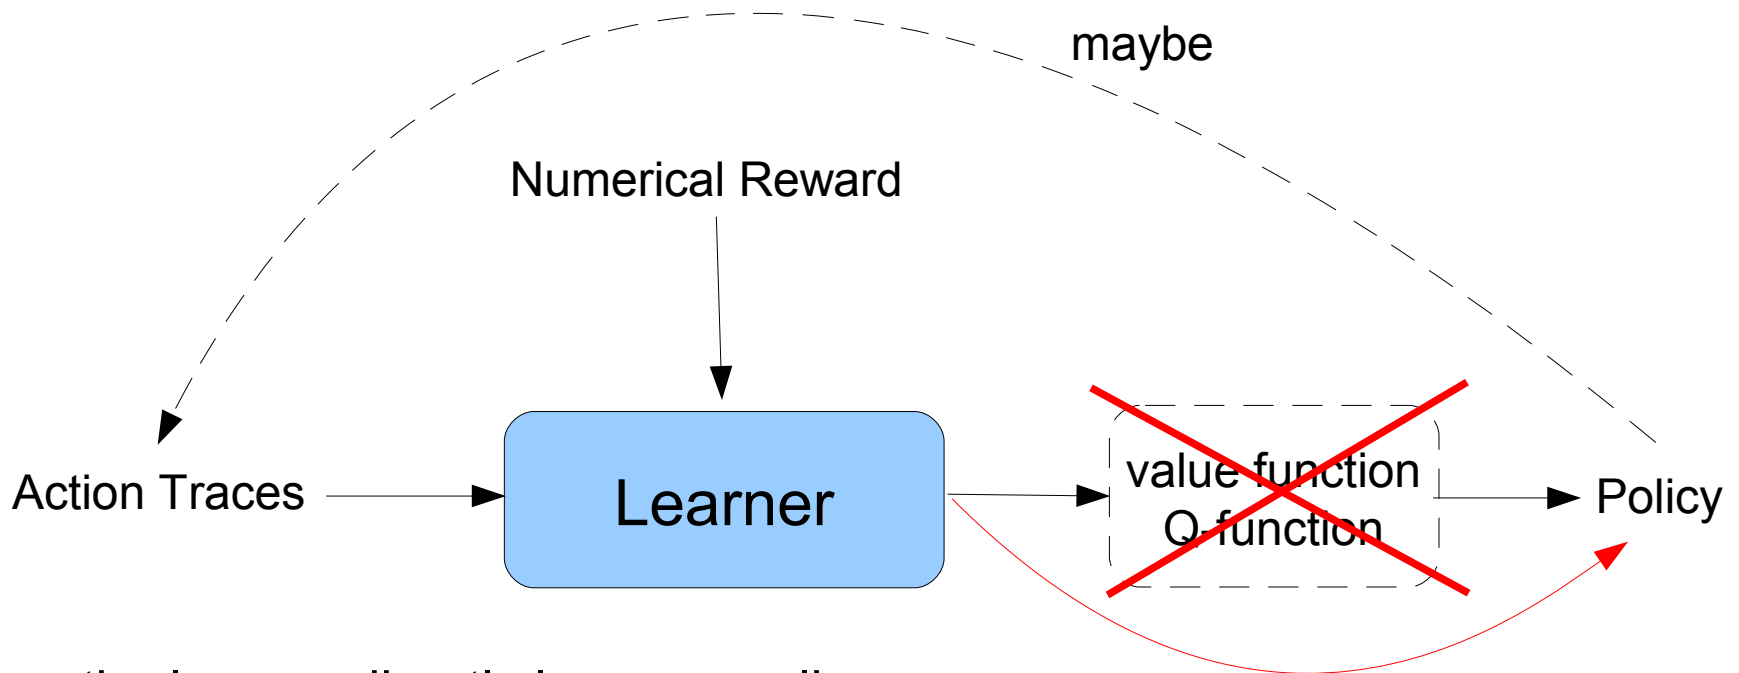 maybe
Numerical Reward
Action Traces
Learner
value function
Q-function
Policy